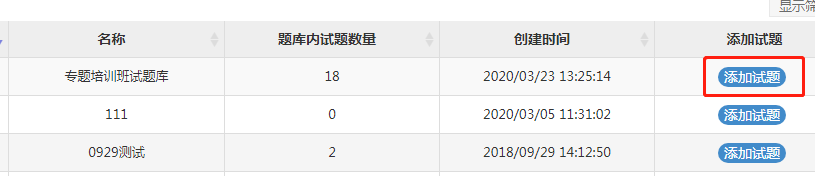 显示筛
名称 题库内试题数量 创建时间 添加试题
专题培训班试题库 18 2020/03/23 13:25:14 添加试题
111 0 2020/03/05 11:31:02 添加试题
0929测试 2 2018/09/29 14:12:50 添加试题